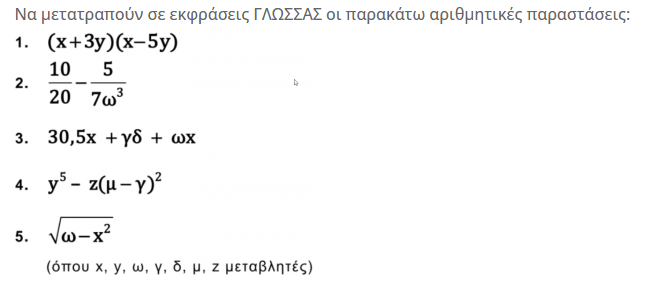 Να μετατραπούν σε εκφράσεις ΓΛΩΣΣΑΣ οι παρακάτω αριθμητικές παραστάσεις:
1. (x+3y)(x−5y)
2. 10/20 − 5/7ω³
3. 30,5x + γδ + ωx
4. y⁵ − z(μ−γ)²
5. √ω−x²
(όπου x, y, ω, γ, δ, μ, z μεταβλητές)